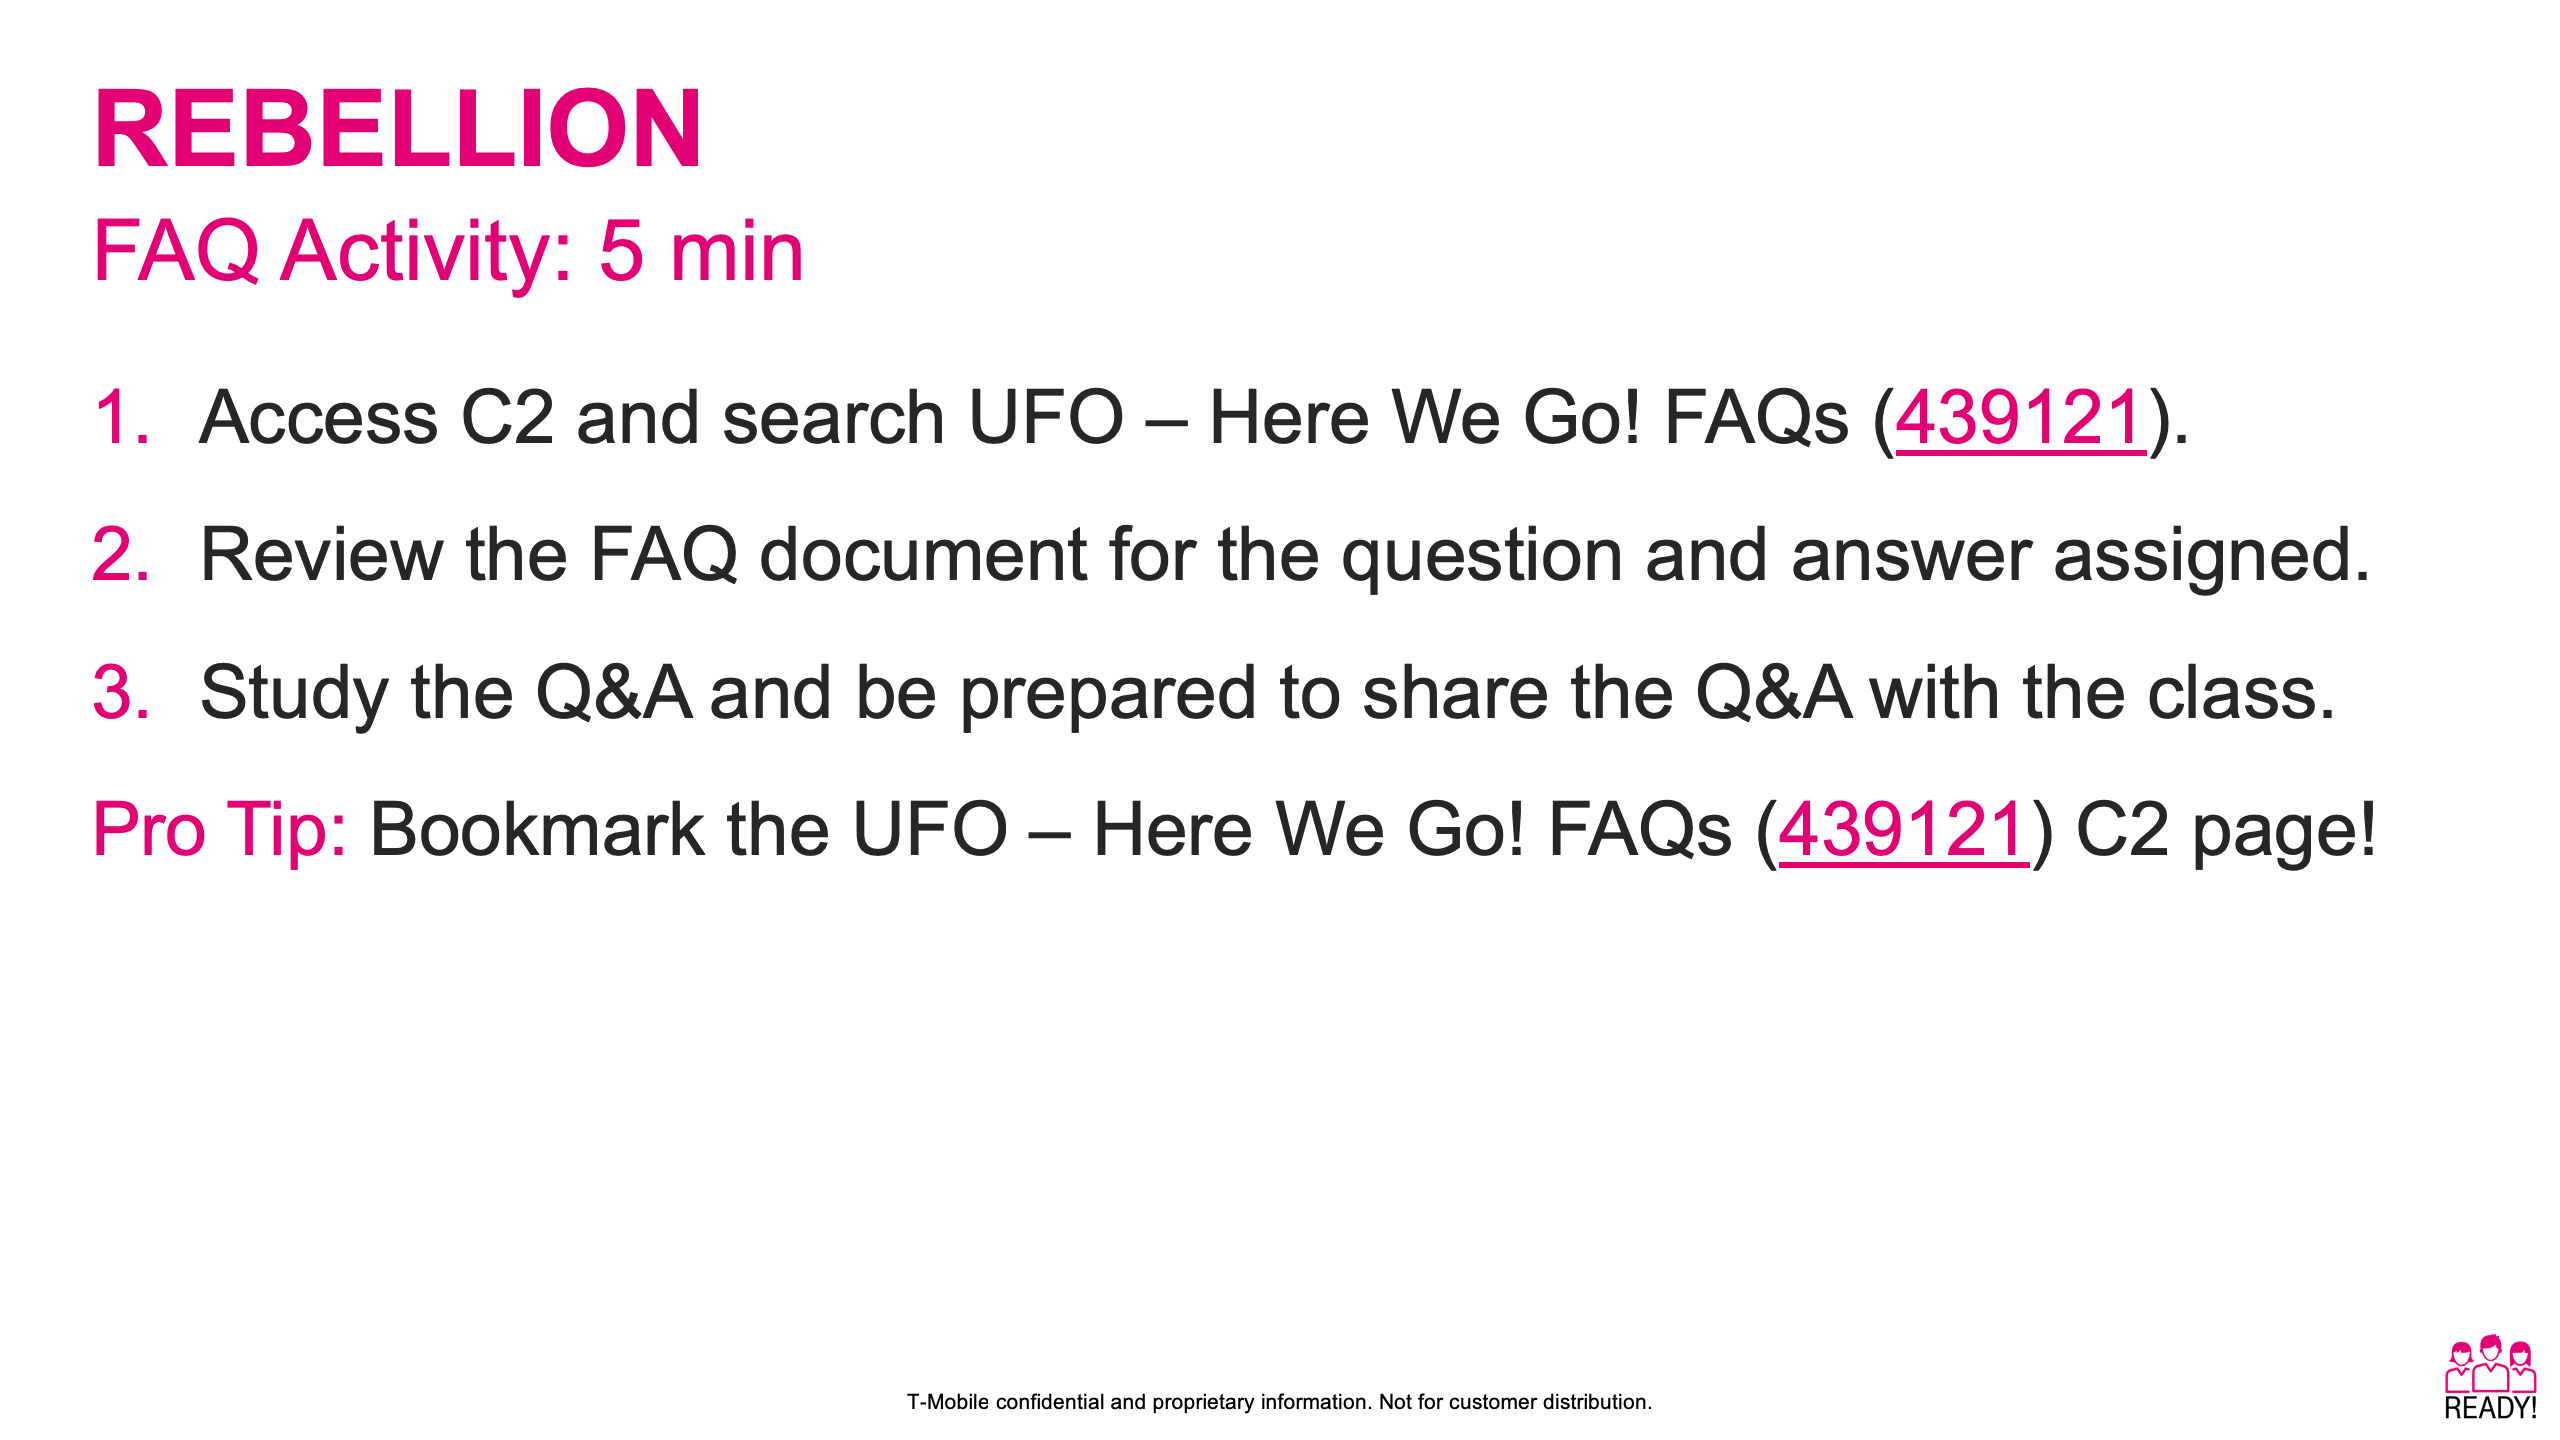 REBELLION
FAQ Activity: 5 min
1. Access C2 and search UFO – Here We Go! FAQs (439121).
2. Review the FAQ document for the question and answer assigned.
3. Study the Q&A and be prepared to share the Q&A with the class.
Pro Tip: Bookmark the UFO – Here We Go! FAQs (439121) C2 page!
T-Mobile confidential and proprietary information. Not for customer distribution.
READY!